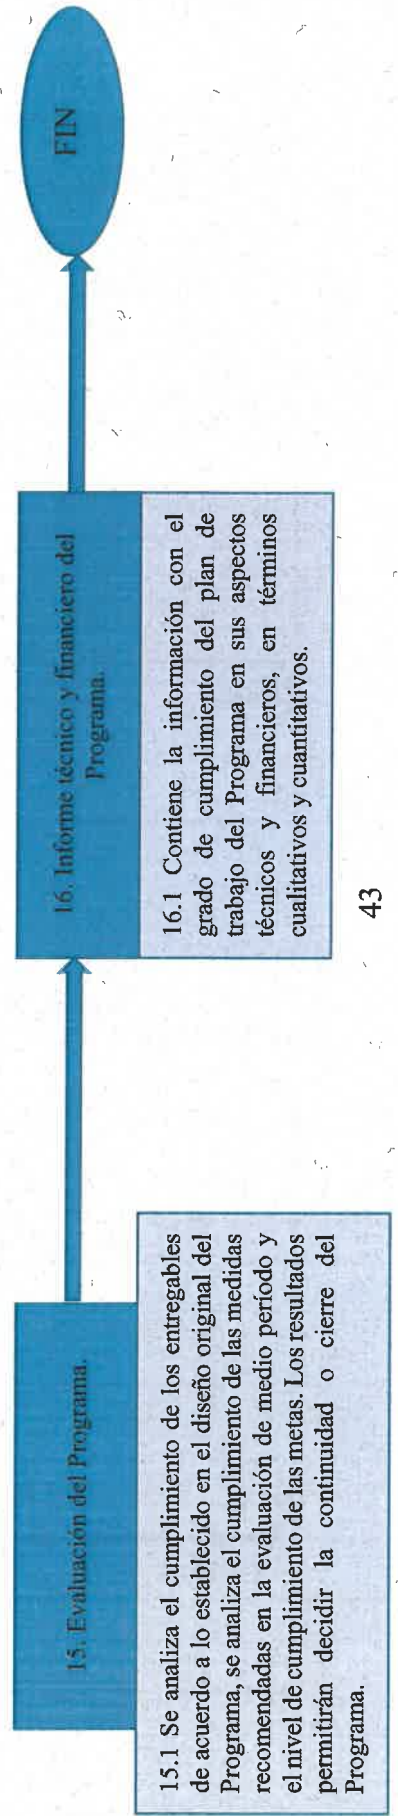 15. Evaluación del Programa.
15.1 Se analiza el cumplimiento de los entregables
de acuerdo a lo establecido en el diseño original del
Programa, se analiza el cumplimiento de las medidas
recomendadas en la evaluación de medio período y
el nivel de cumplimiento de las metas. Los resultados
permitirán decidir la continuidad o cierre del
Programa.
16. Informe técnico y financiero del
Programa.
16.1 Contiene la información con el
grado de cumplimiento del plan de
trabajo del Programa en sus aspectos
técnicos y financieros, en términos
cualitativos y cuantitativos.
FIN
43